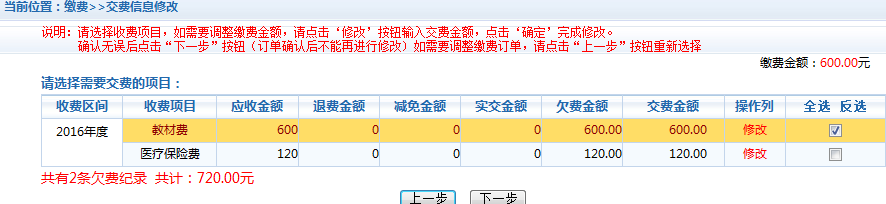 当前位置：缴费>>交费信息修改
说明：请选择收费项目，如需要调整缴费金额，请点击‘修改’按钮输入交费金额，点击‘确定’完成修改。
确认无误后点击“下一步”按钮（订单确认后不能再进行修改）如需要调整缴费订单，请点击“上一步”按钮重新选择
缴费金额：600.00元
请选择需要交费的项目：
收费区间 收费项目 应收金额 退费金额 减免金额 实交金额 欠费金额 交费金额 操作列 全选 反选
2016年度 教材费 600 0 0 0 600.00 600.00 修改
医疗保险费 120 0 0 0 120.00 120.00 修改
共有2条欠费纪录 共计：720.00元
上一步 下一步